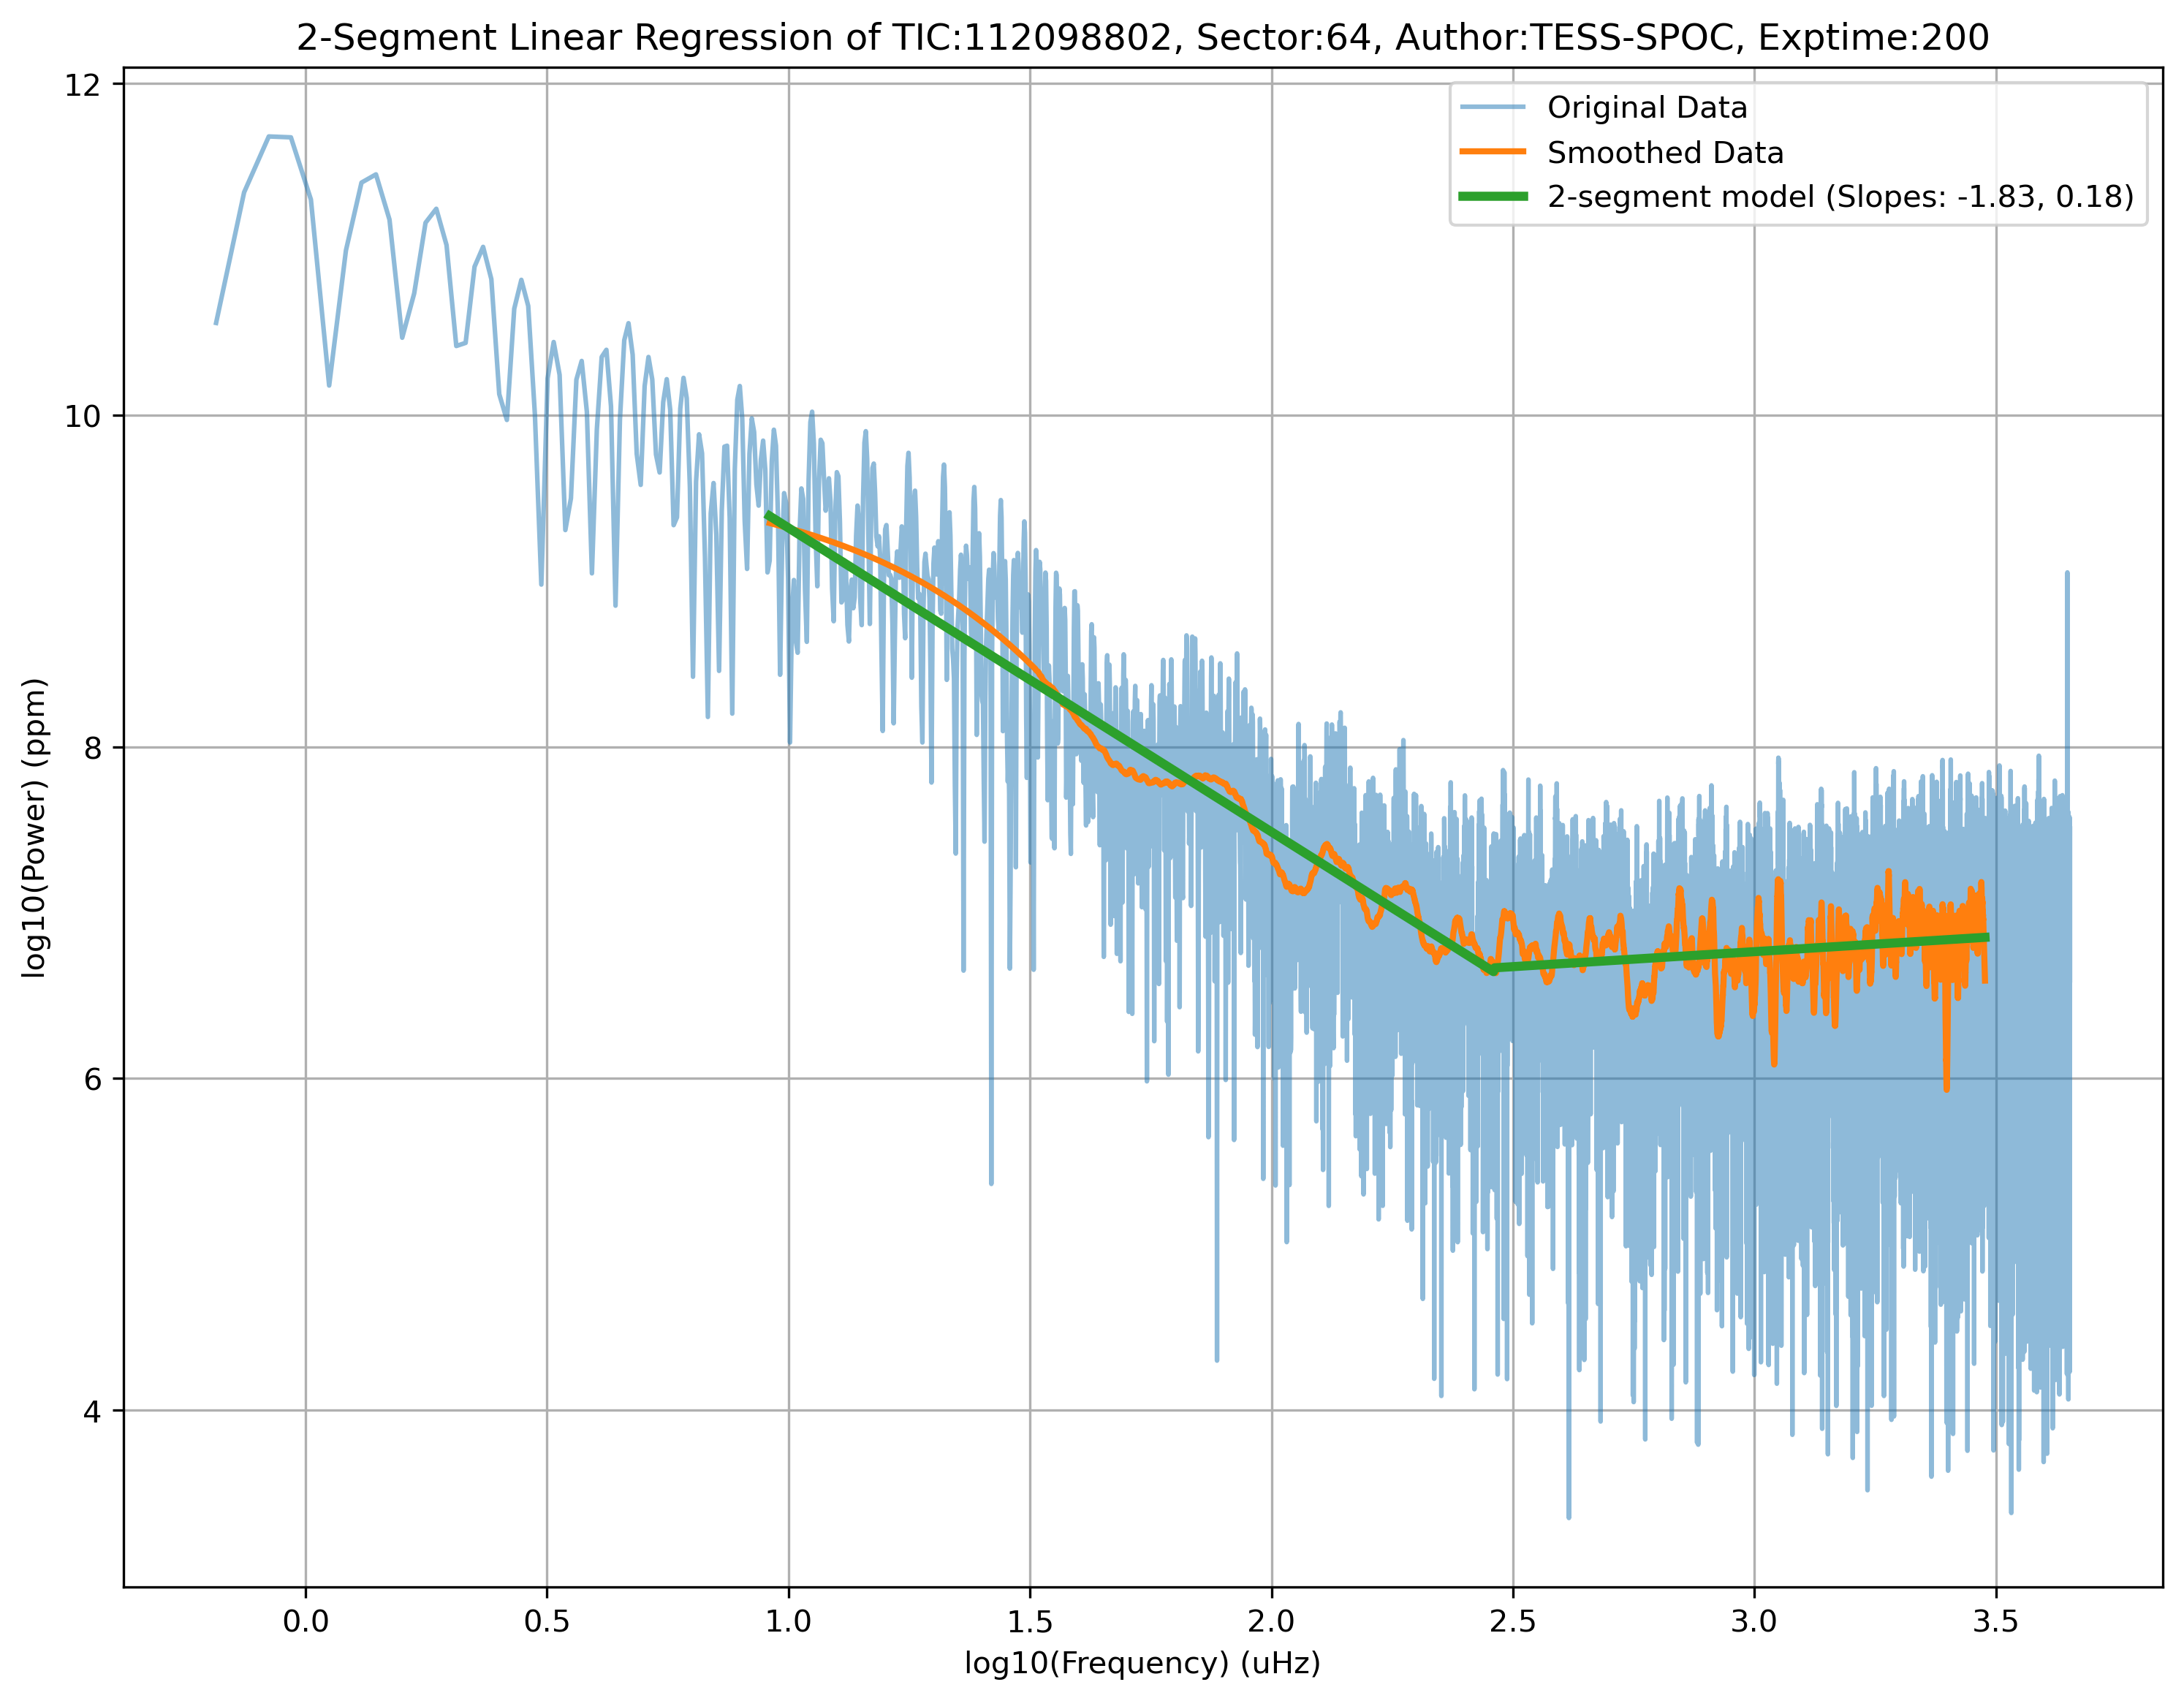 2-Segment Linear Regression of TIC:112098802, Sector:64, Author:TESS-SPOC, Exptime:200
Original Data
Smoothed Data
2-segment model (Slopes: -1.83, 0.18)
log10(Power) (ppm)
12
10
8
6
4
0.0 0.5 1.0 1.5 2.0 2.5 3.0 3.5
log10(Frequency) (uHz)